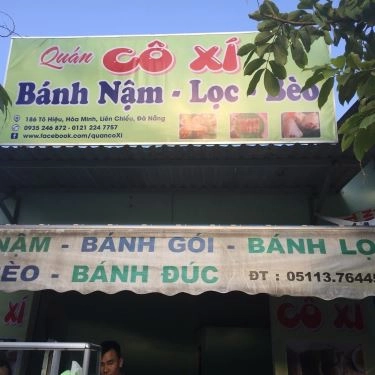 Quán CÔ XÍ
Bánh Nậm - Lọc - Bèo
186 Tô Hiệu, Hòa Minh, Liên Chiểu, Đà Nẵng
0935 246 872 - 0121 224 7757
www.facebook.com/quancoXi
NẬM - BÁNH GÓI - BÁNH LỌ
BÈO - BÁNH ĐÚC ĐT : 05113.7644
CÔ XÍ